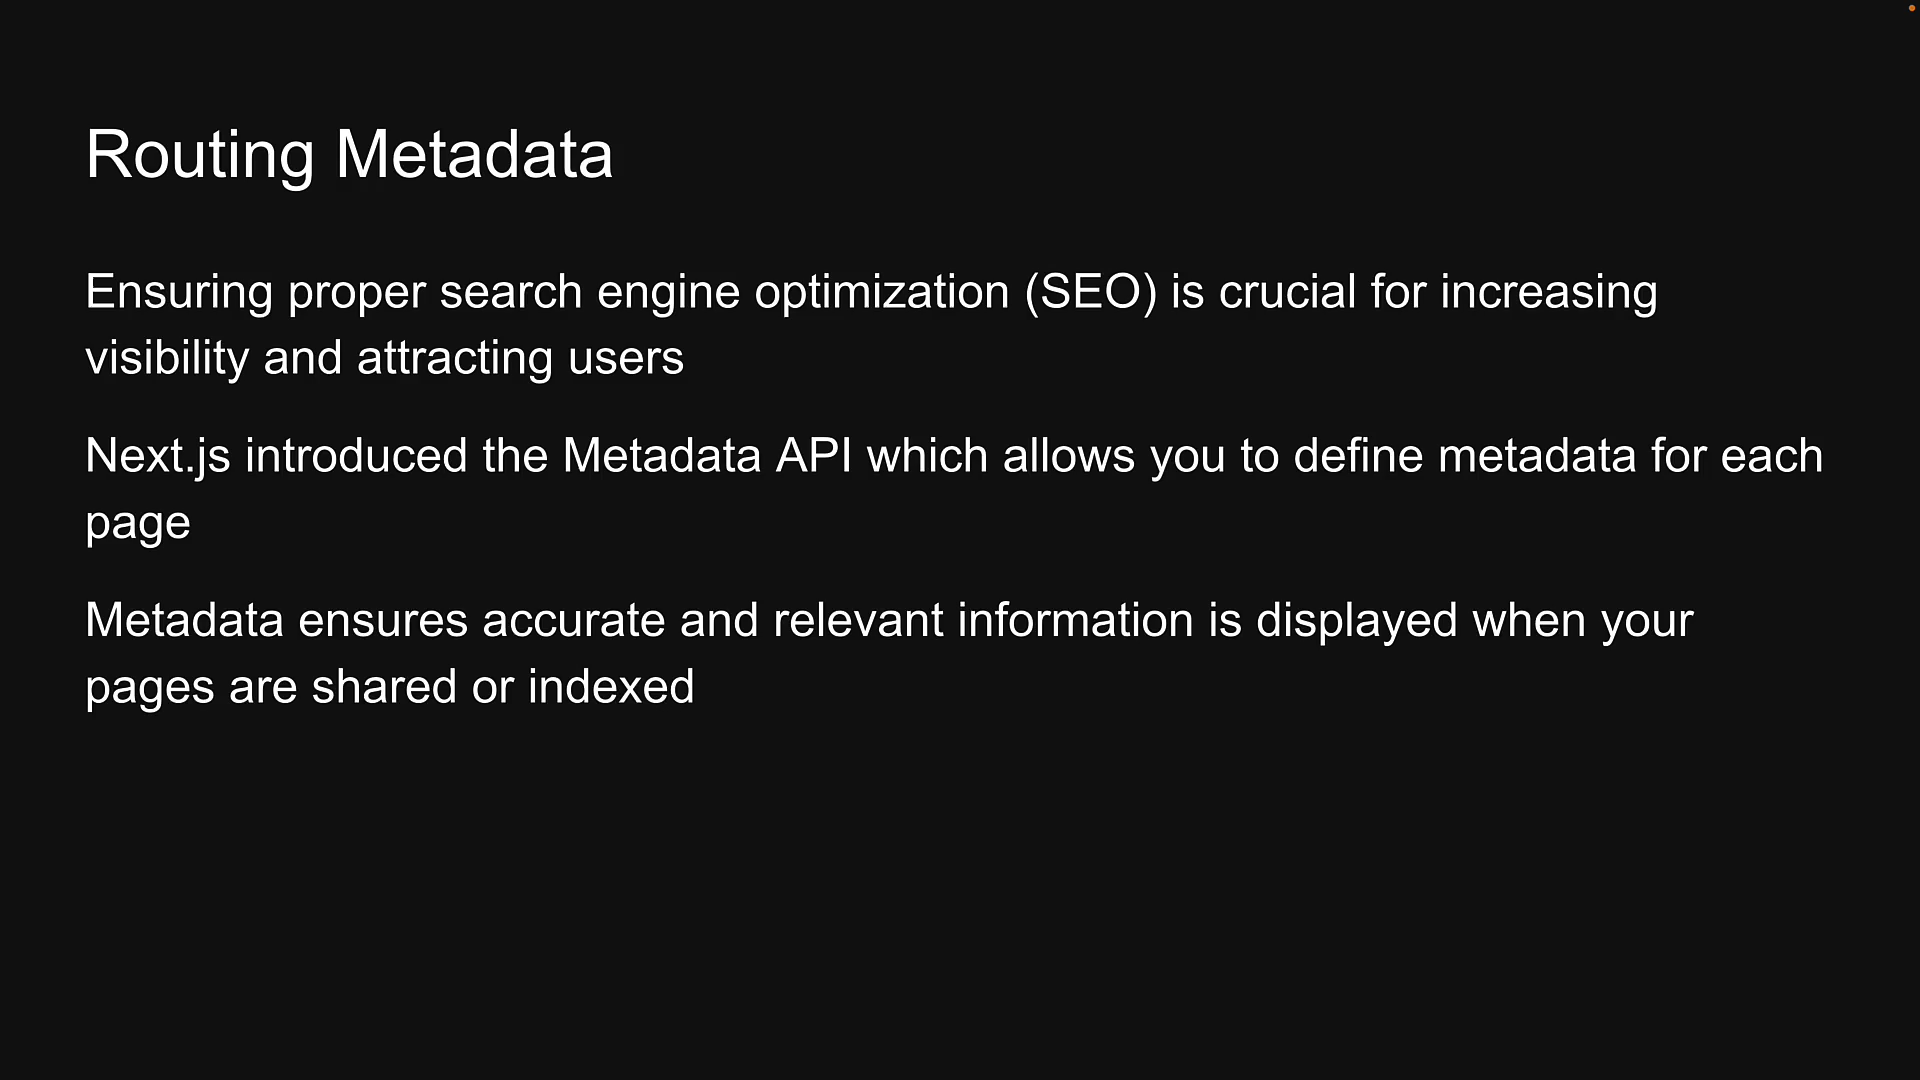 Routing Metadata
Ensuring proper search engine optimization (SEO) is crucial for increasing
visibility and attracting users
Next.js introduced the Metadata API which allows you to define metadata for each
page
Metadata ensures accurate and relevant information is displayed when your
pages are shared or indexed